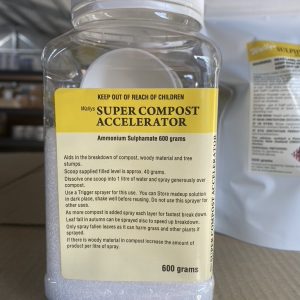 KEEP OUT OF REACH OF CHILDREN
Wallys
SUPER COMPOST
ACCELERATOR
Ammonium Sulphamate 600 grams
Aids in the breakdown of compost, woody material and tree
stumps.
Scoop supplied filled level is approx. 40 grams.
Dissolve one scoop into 1 litre of water and spray generously over
compost.
Use a Trigger sprayer for this use. You can Store madeup solution
in dark place, shake well before reusing. Do not use this sprayer for
other uses.
As more compost in added spray each layer for fastest break down.
Leaf fall in autumn can be sprayed also to speed up breakdown.
Only spray fallen leaves as it can harm grass and other plants if
sprayed.
If there is woody material in compost increase the amount of
product per litre of spray.
600 grams
SUPER COMPOST ACCELERATOR